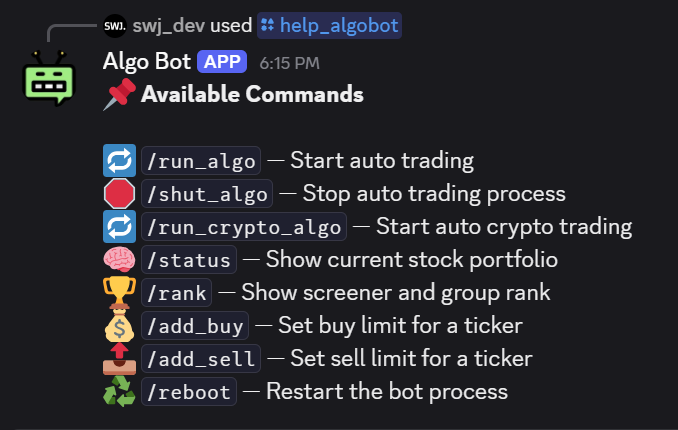 SWJ. swj_dev used help_algobot
Algo Bot APP 6:15 PM
Available Commands
/run_algo — Start auto trading
/shut_algo — Stop auto trading process
/run_crypto_algo — Start auto crypto trading
/status — Show current stock portfolio
/rank — Show screener and group rank
/add_buy — Set buy limit for a ticker
/add_sell — Set sell limit for a ticker
/reboot — Restart the bot process